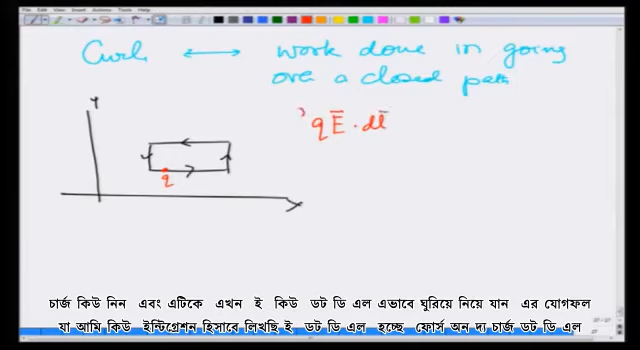 Curl ↔ work done in going
over a closed path
Y
q E̅ . dl̅
q
চার্জ কিউ নিন এবং এটিকে এখন ই কিউ ডট ডি এল এভাবে ঘুরিয়ে নিয়ে যান এর যোগফল
যা আমি কিউ ইন্টিগ্রেশন হিসাবে লিখছি ই ডট ডি এল হচ্ছে ফোর্স অন দ্য চার্জ ডট ডি এল